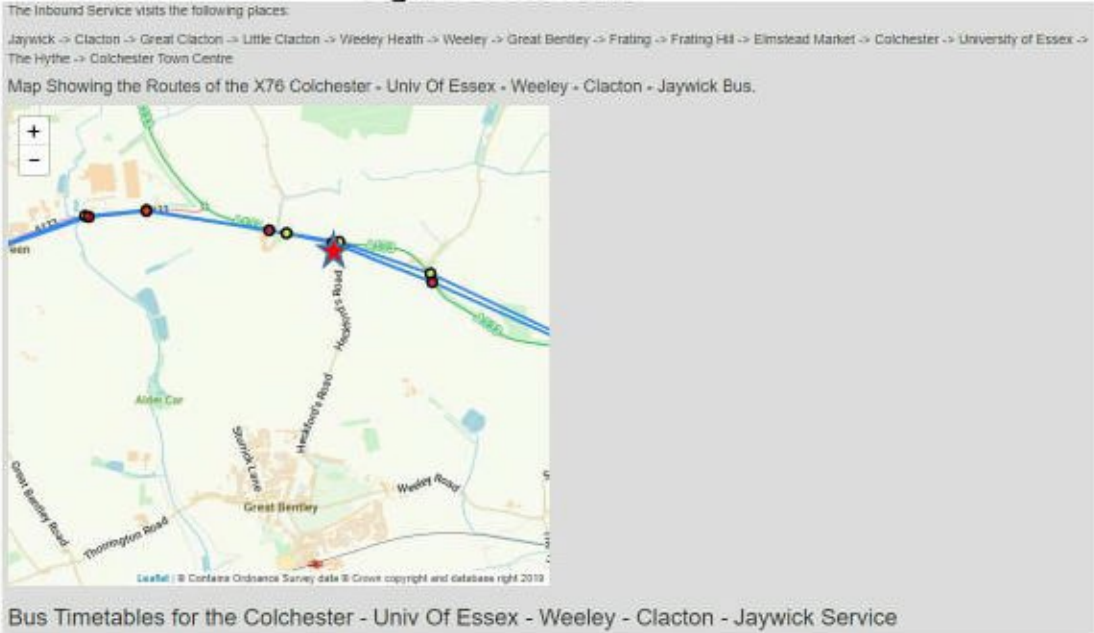 The Inbound Service visits the following places:
Jaywick -> Clacton -> Great Clacton -> Little Clacton -> Weeley Heath -> Weeley -> Great Bentley -> Frating -> Frating Hill -> Elmstead Market -> Colchester -> University of Essex ->
The Hythe -> Colchester Town Centre
Map Showing the Routes of the X76 Colchester - Univ Of Essex - Weeley - Clacton - Jaywick Bus.
+
−
A133
een
Heckford's Road
Heckford's Road
Alder Car
Sturrick Lane
Great Bentley Road
Weeley Road
Great Bentley
Thorrington Road
Leaflet | © Contains Ordnance Survey data © Crown copyright and database right 2019
Bus Timetables for the Colchester - Univ Of Essex - Weeley - Clacton - Jaywick Service